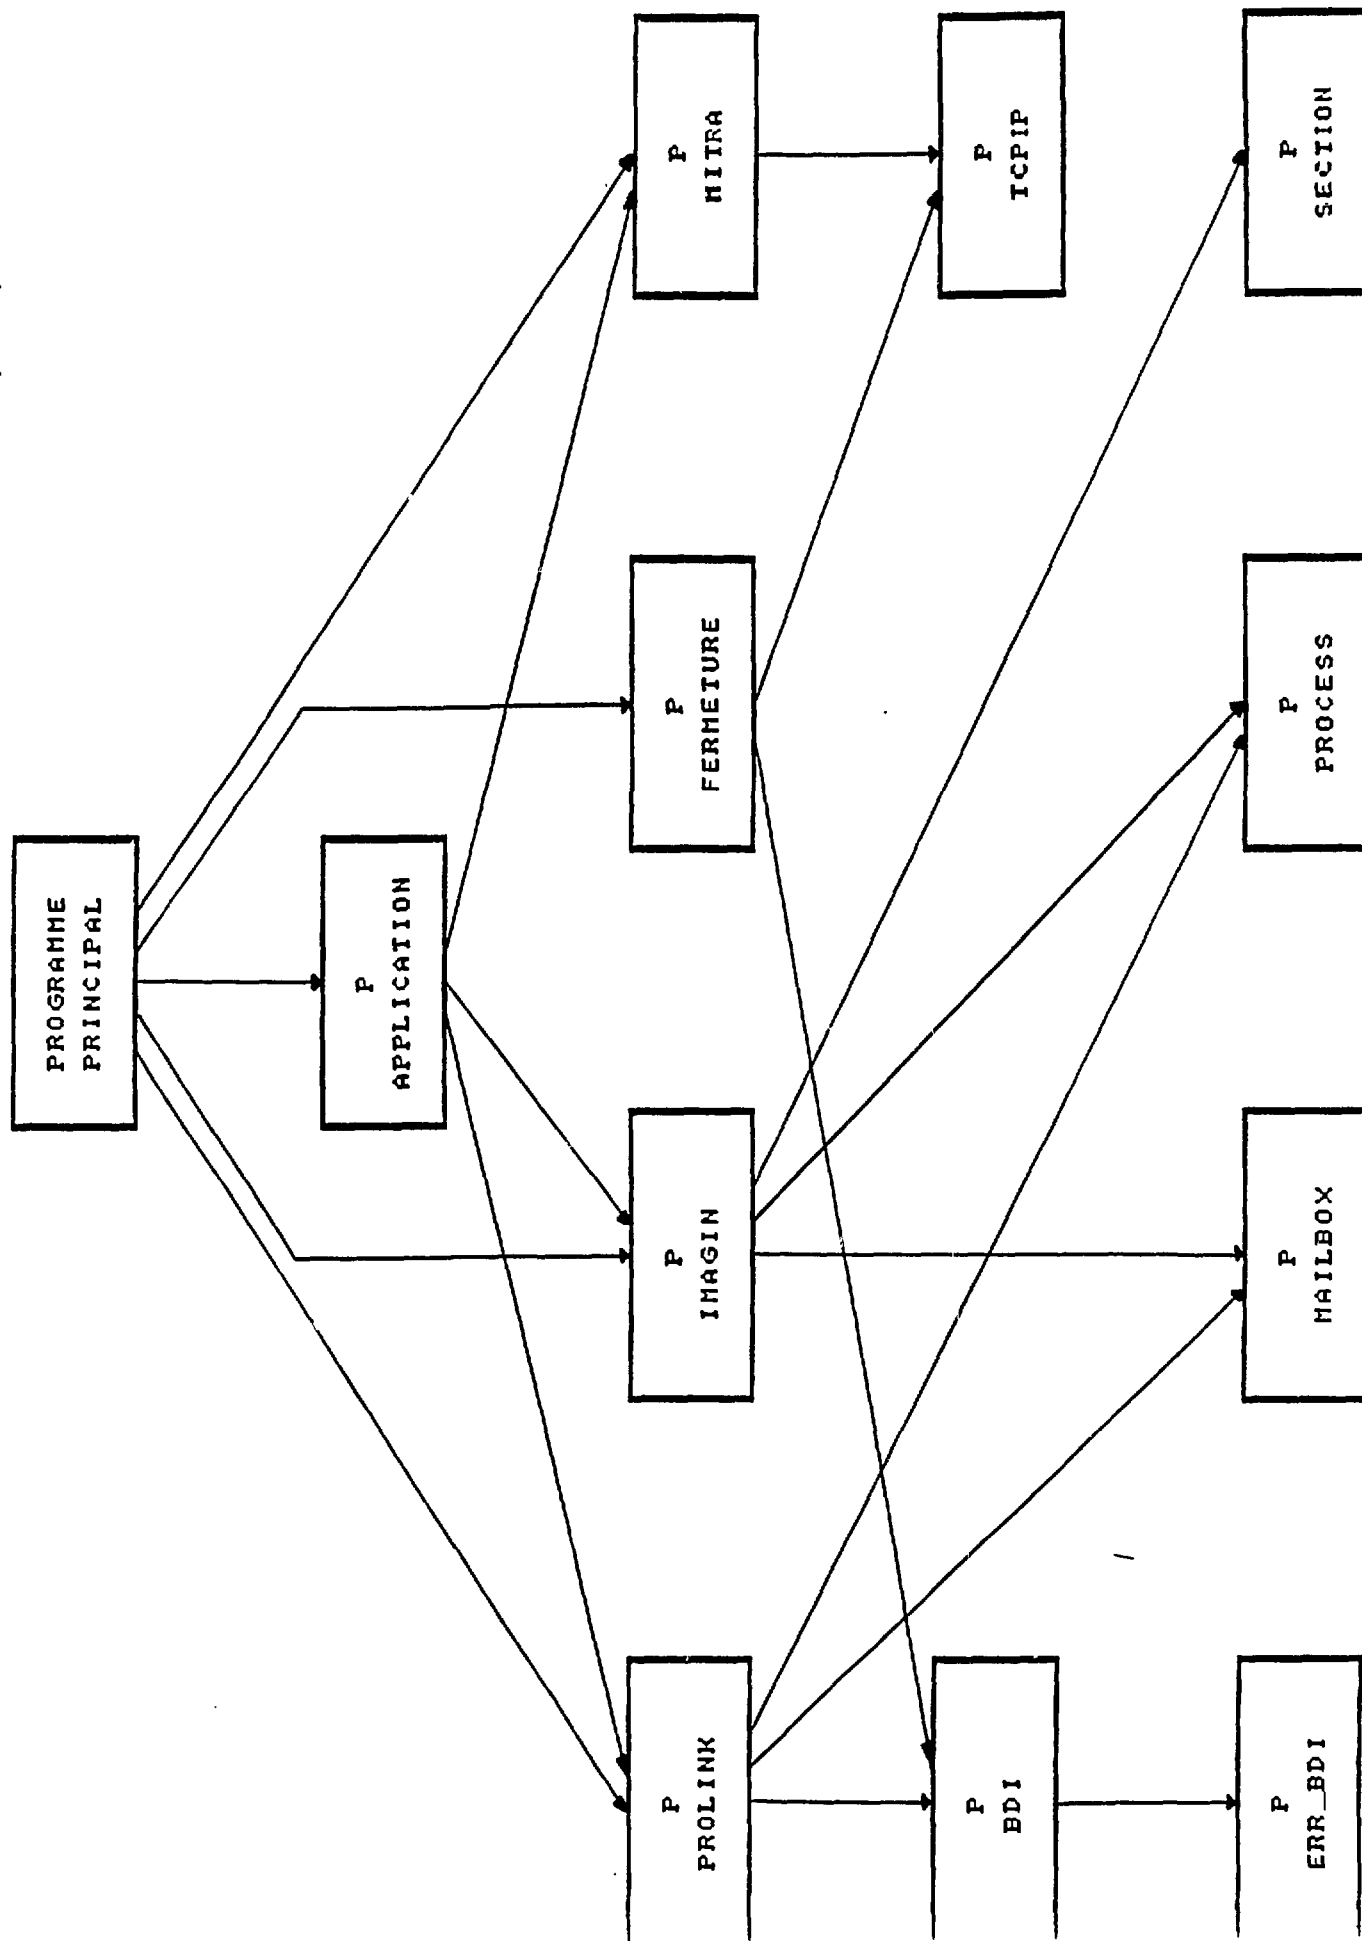 PROGRAMME
PRINCIPAL
P
APPLICATION
P
PROLINK
P
IMAGIN
P
FERMETURE
P
MITRA
P
BDI
P
TCPIP
P
ERR_BDI
P
MAILBOX
P
PROCESS
P
SECTION